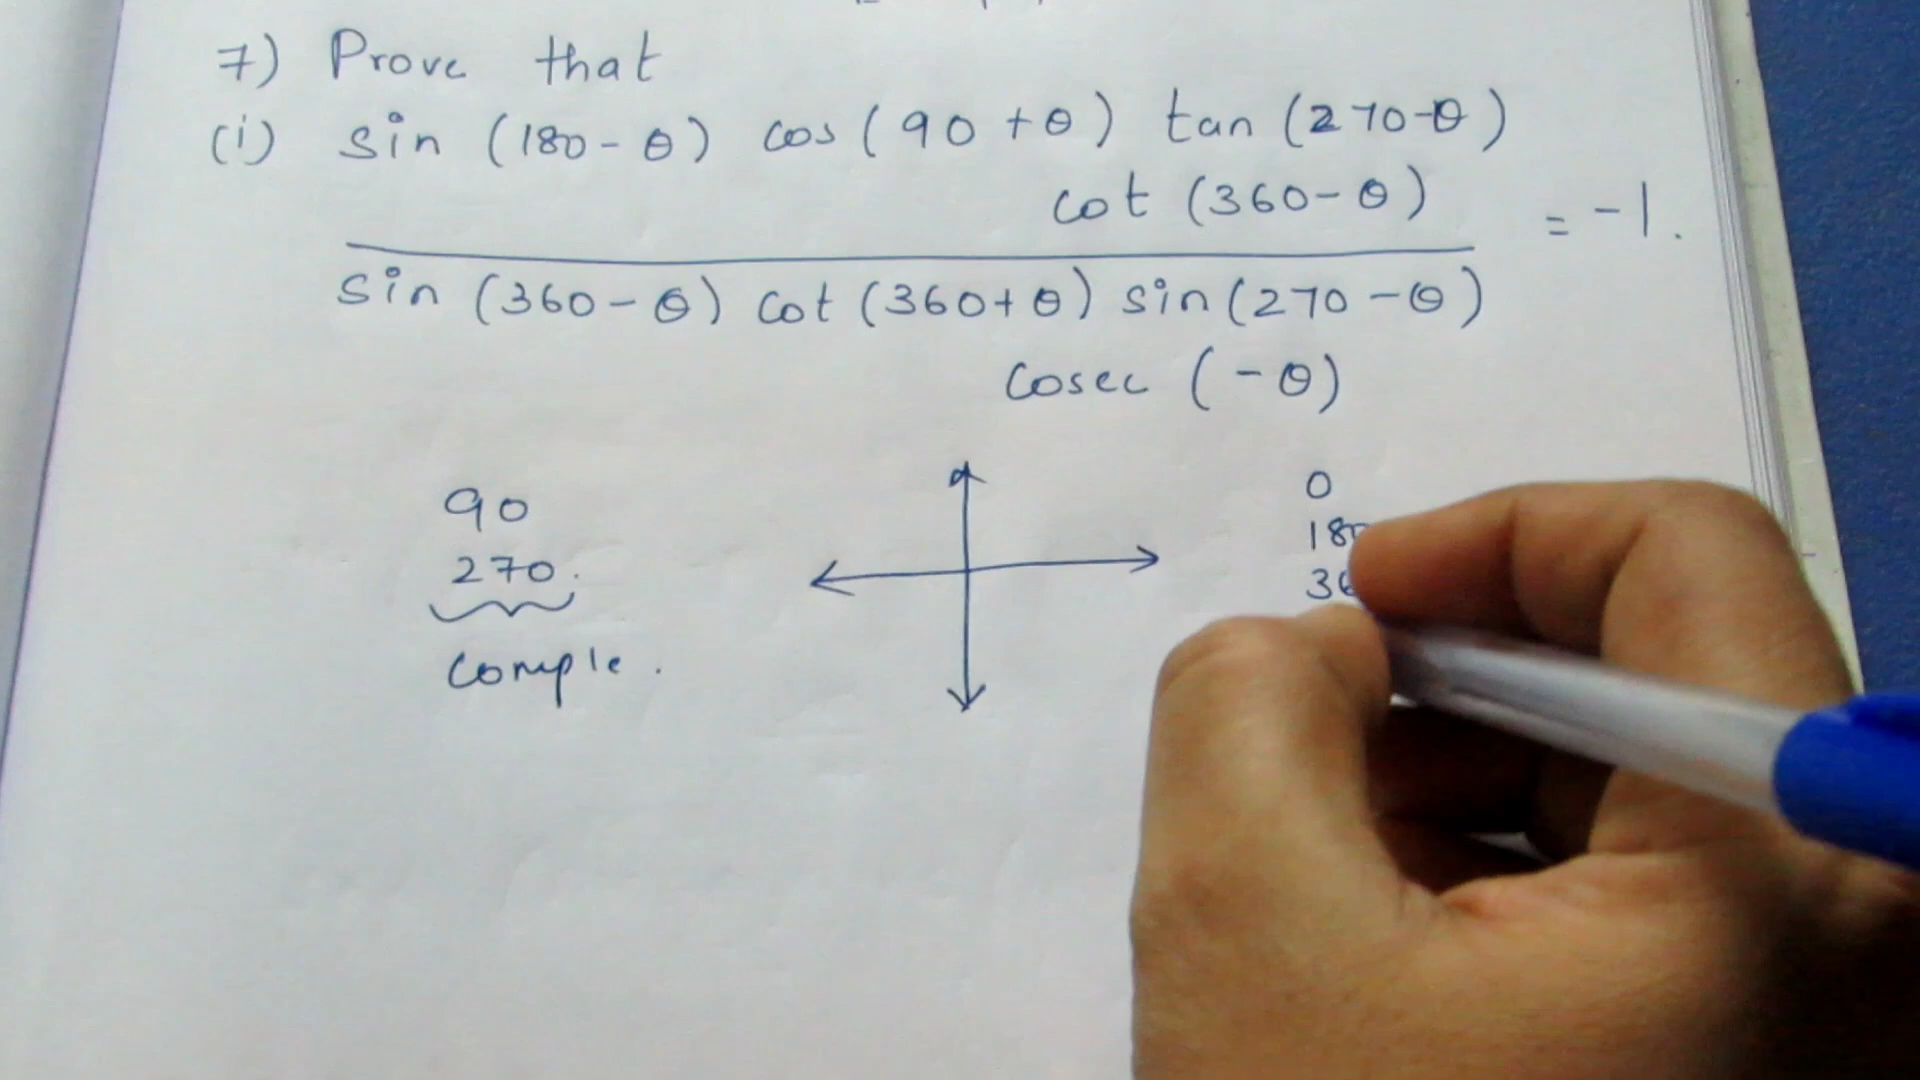 7) Prove that
(i) sin (180 - θ) cos (90 + θ) tan (270-θ)
cot (360-θ)
= -1.
sin (360-θ) cot (360+θ) sin (270-θ)
cosec (-θ)
90
270.
comple.
0